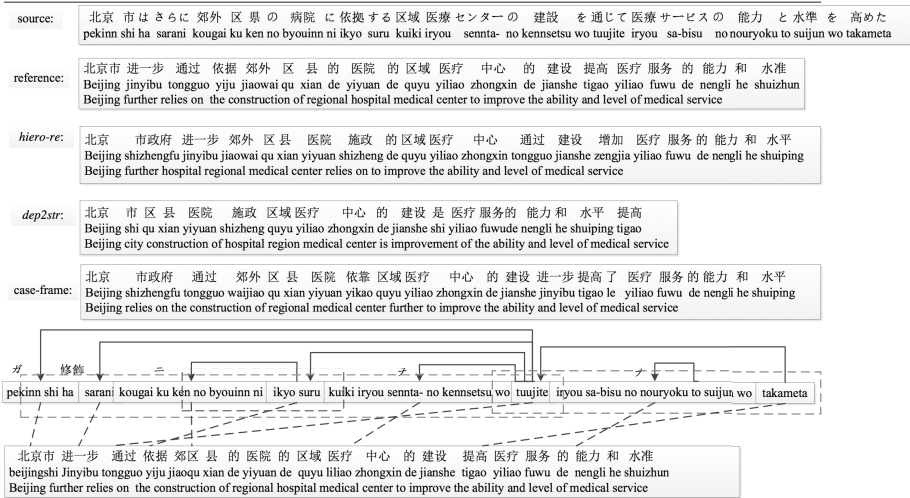 source: 北京 市 は さらに 郊外 区 県 の 病院 に 依拠 する 区域 医療 センター の 建設 を 通じて 医療 サービス の 能力 と 水準 を 高めた
pekinn shi ha sarani kougai ku ken no byouinn ni ikyo suru kuiki iryou sennta- no kennsetsu wo tuujite iryou sa-bisu no nouryoku to suijun wo takameta
reference: 北京市 进一步 通过 依据 郊外 区 县 的 医院 的 区域 医疗 中心 的 建设 提高 医疗 服务 的 能力 和 水准
Beijing jinyibu tongguo yiju jiaowai qu xian de yiyuan de quyu yiliao zhongxin de jianshe tigao yiliao fuwu de nengli he shuizhun
Beijing further relies on the construction of regional hospital medical center to improve the ability and level of medical service
hiero-re: 北京 市政府 进一步 郊外 区县 医院 施政 的 区域 医疗 中心 通过 建设 增加 医疗 服务 的 能力 和 水平
Beijing shizhengfu jinyibu jiaowai qu xian yiyuan shizheng de quyu yiliao zhongxin tongguo jianshe zengjia yiliao fuwu de nengli he shuiping
Beijing further hospital regional medical center relies on to improve the ability and level of medical service
dep2str: 北京 市 区 县 医院 施政 区域 医疗 中心 的 建设 是 医疗 服务的 能力 和 水平 提高
Beijing shi qu xian yiyuan shizheng quyu yiliao zhongxin de jianshe shi yiliao fuwude nengli he shuiping tigao
Beijing city construction of hospital region medical center is improvement of the ability and level of medical service
case-frame: 北京 市政府 通过 郊外 区 县 医院 依靠 区域 医疗 中心 的 建设 进一步 提高 了 医疗 服务 的 能力 和 水平
Beijing shizhengfu tongguo waijiao qu xian yiyuan yikao quyu yiliao zhongxin de jianshe jinyibu tigao le yiliao fuwu de nengli he shuiping
Beijing relies on the construction of regional medical center further to improve the ability and level of medical service
ガ 修飾 ニ ヲ ヲ
pekinn shi ha sarani kougai ku ken no byouinn ni ikyo suru kuiki iryou sennta- no kennsetsu wo tuujite iryou sa-bisu no nouryoku to suijun wo takameta
北京市 进一步 通过 依据 郊区 县 的 医院 的 区域 医疗 中心 的 建设 提高 医疗 服务 的 能力 和 水准
beijingshi Jinyibu tongguo yiju jiaoqu xian de yiyuan de quyu liliao zhongxin de jianshe tigao yiliao fuwu de nengli he shuizhun
Beijing further relies on the construction of regional hospital medical center to improve the ability and level of medical service